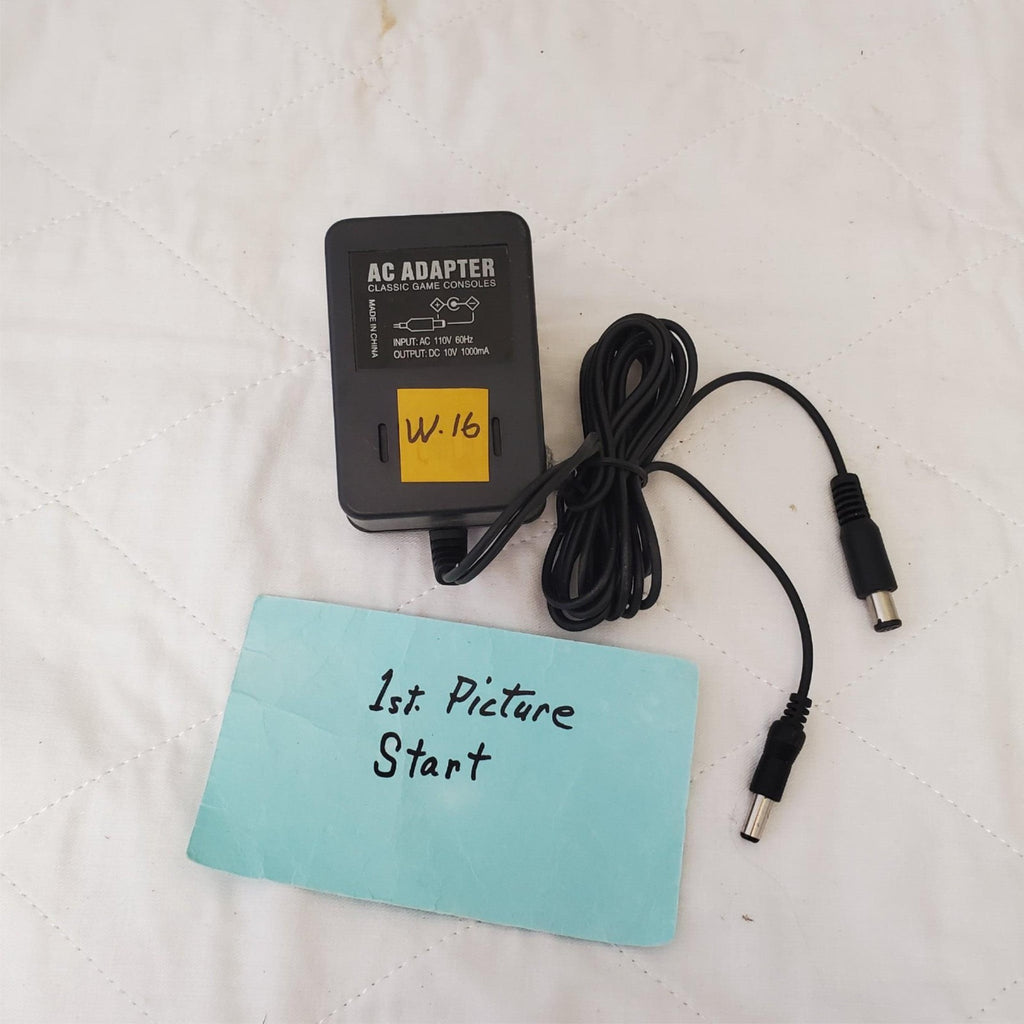 AC ADAPTER
CLASSIC GAME CONSOLES
MADE IN CHINA
INPUT: AC 110V 60Hz
OUTPUT: DC 10V 1000mA
W.16
1st. Picture
Start